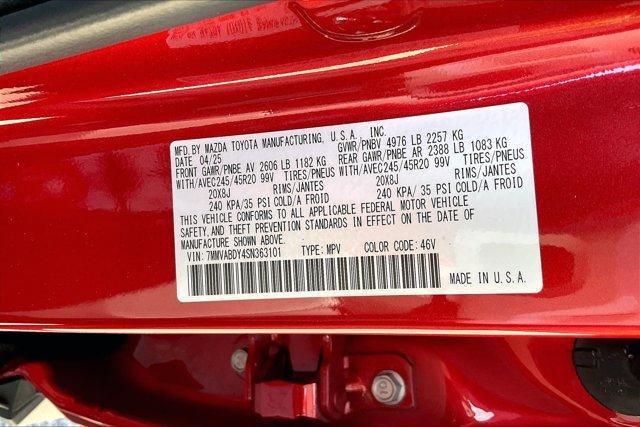 MFD. BY MAZDA TOYOTA MANUFACTURING, U.S.A., INC.
DATE 04/25 GVWR/PNBV 4976 LB 2257 KG
FRONT GAWR/PNBE AV 2606 LB 1182 KG REAR GAWR/PNBE AR 2388 LB 1083 KG
WITH/AVEC245/45R20 99V TIRES/PNEUS WITH/AVEC245/45R20 99V TIRES/PNEUS
20X8J RIMS/JANTES 20X8J RIMS/JANTES
240 KPA/35 PSI COLD/A FROID 240 KPA/ 35 PSI COLD/A FROID
THIS VEHICLE CONFORMS TO ALL APPLICABLE FEDERAL MOTOR VEHICLE
SAFETY, AND THEFT PREVENTION STANDARDS IN EFFECT ON THE DATE OF
MANUFACTURE SHOWN ABOVE.
VIN: 7MMVABDY4SN363101 TYPE: MPV COLOR CODE: 46V
MADE IN U.S.A.